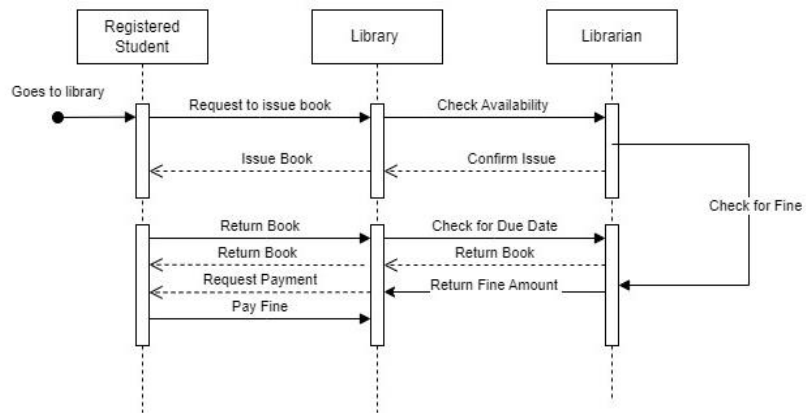 Registered
Student
Library
Librarian
Goes to library
Request to issue book
Check Availability
Issue Book
Confirm Issue
Check for Fine
Return Book
Check for Due Date
Return Book
Return Book
Request Payment
Return Fine Amount
Pay Fine